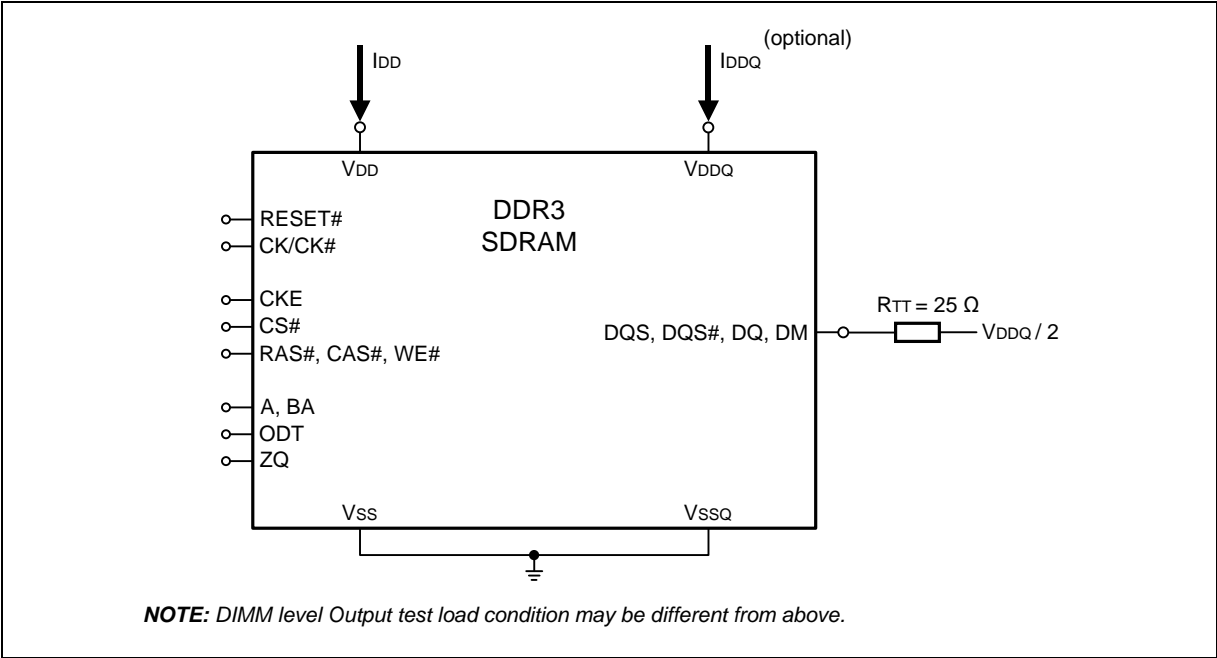 (optional)
IDD
IDDQ
VDD
VDDQ
DDR3
SDRAM
RESET#
CK/CK#
CKE
CS#
RAS#, CAS#, WE#
A, BA
ODT
ZQ
DQS, DQS#, DQ, DM
RTT = 25 Ω
VDDQ / 2
VSS
VSSQ
NOTE: DIMM level Output test load condition may be different from above.